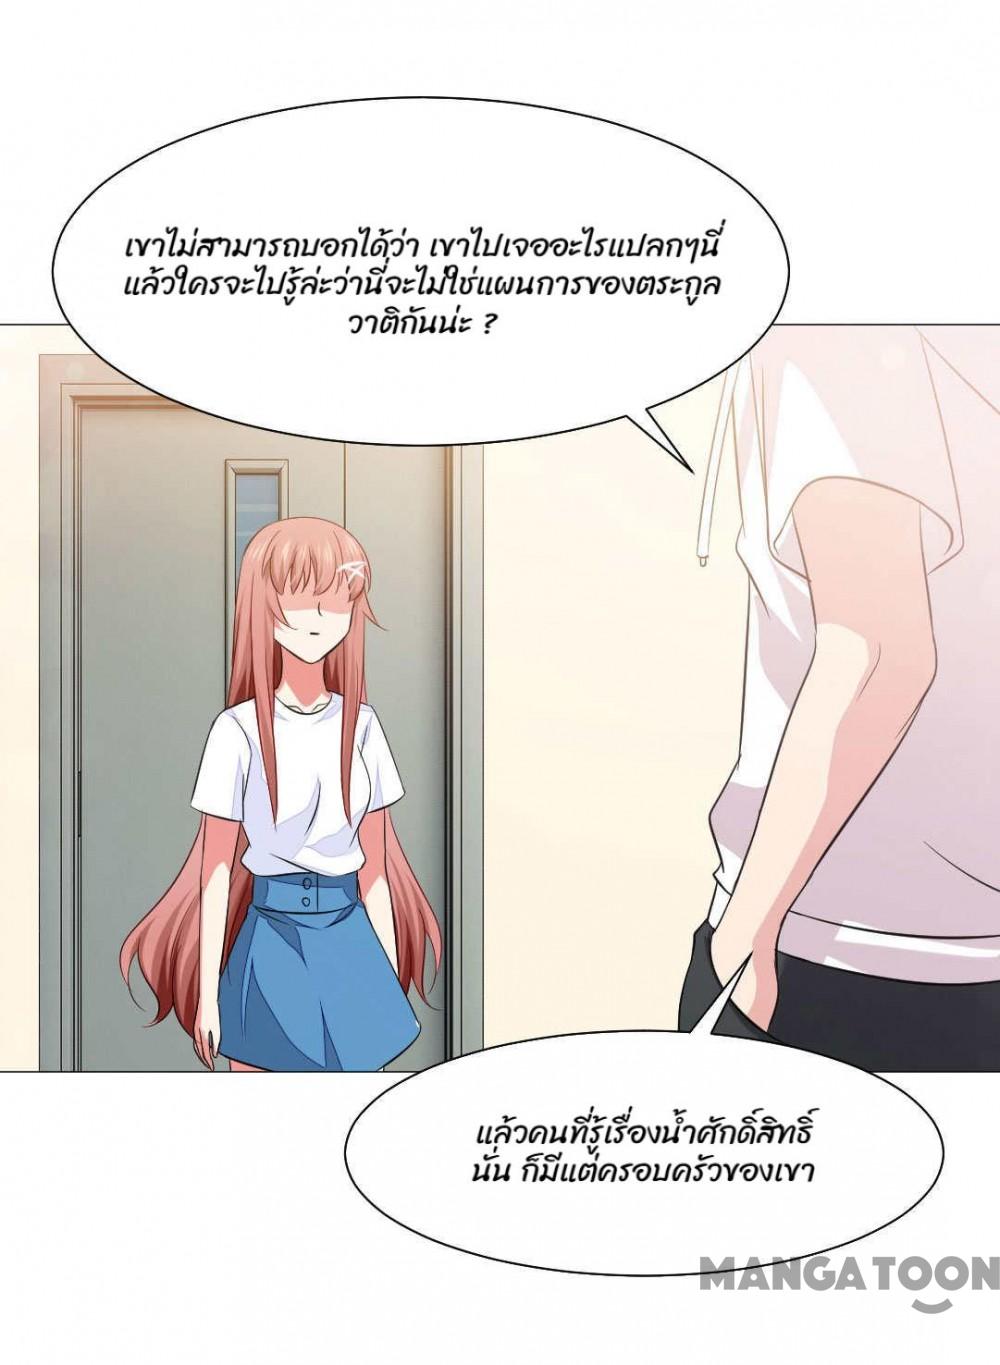 เขาไม่สามารถบอกได้ว่า เขาไปเจออะไรแปลกๆนี่
แล้วใครจะไปรู้ล่ะว่านี่จะไม่ใช่แผนการของตระกูล
วาติกันน่ะ ?
แล้วคนที่รู้เรื่องน้ำศักดิ์สิทธิ์
นั่น ก็มีแต่ครอบครัวของเขา
MANGATOON